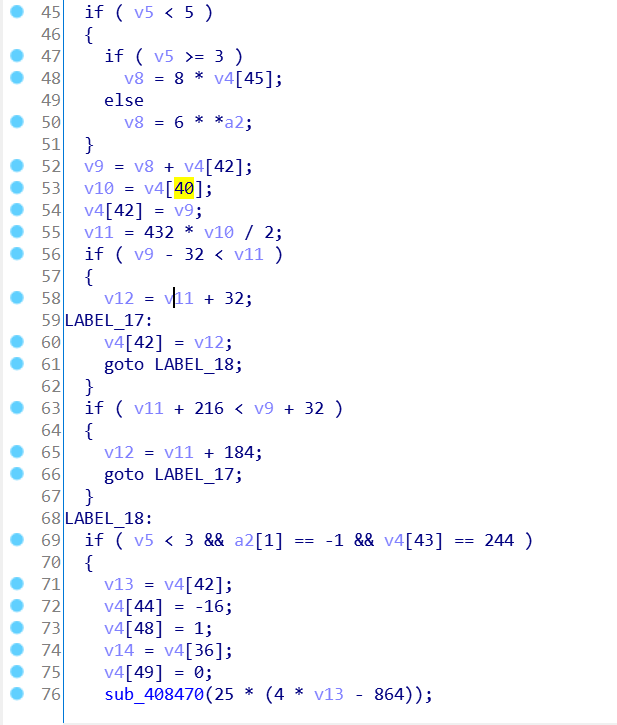 45 if ( v5 < 5 )
46 {
47 if ( v5 >= 3 )
48 v8 = 8 * v4[45];
49 else
50 v8 = 6 * *a2;
51 }
52 v9 = v8 + v4[42];
53 v10 = v4[40];
54 v4[42] = v9;
55 v11 = 432 * v10 / 2;
56 if ( v9 - 32 < v11 )
57 {
58 v12 = v11 + 32;
59 LABEL_17:
60 v4[42] = v12;
61 goto LABEL_18;
62 }
63 if ( v11 + 216 < v9 + 32 )
64 {
65 v12 = v11 + 184;
66 goto LABEL_17;
67 }
68 LABEL_18:
69 if ( v5 < 3 && a2[1] == -1 && v4[43] == 244 )
70 {
71 v13 = v4[42];
72 v4[44] = -16;
73 v4[48] = 1;
74 v14 = v4[36];
75 v4[49] = 0;
76 sub_408470(25 * (4 * v13 - 864));